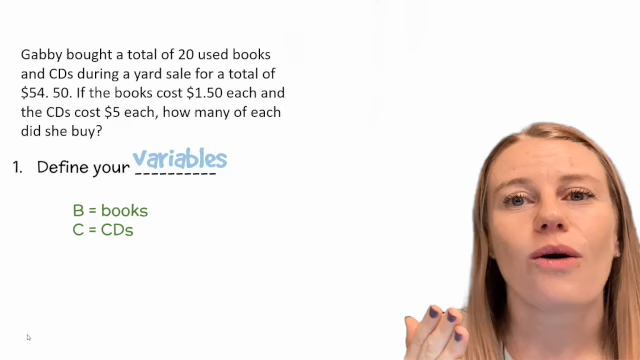 Gabby bought a total of 20 used books
and CDs during a yard sale for a total of
$54. 50. If the books cost $1.50 each and
the CDs cost $5 each, how many of each
did she buy?
1. Define your variables
B = books
C = CDs